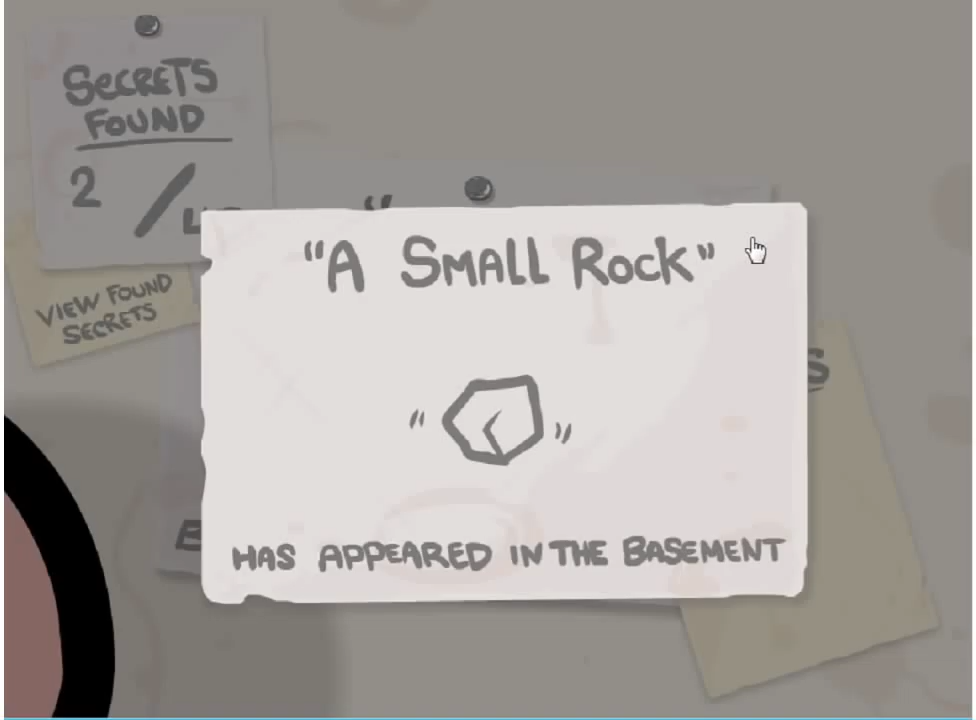 SECRETS
FOUND
2 /
VIEW FOUND
SECRETS
"A SMALL ROCK"
HAS APPEARED IN THE BASEMENT